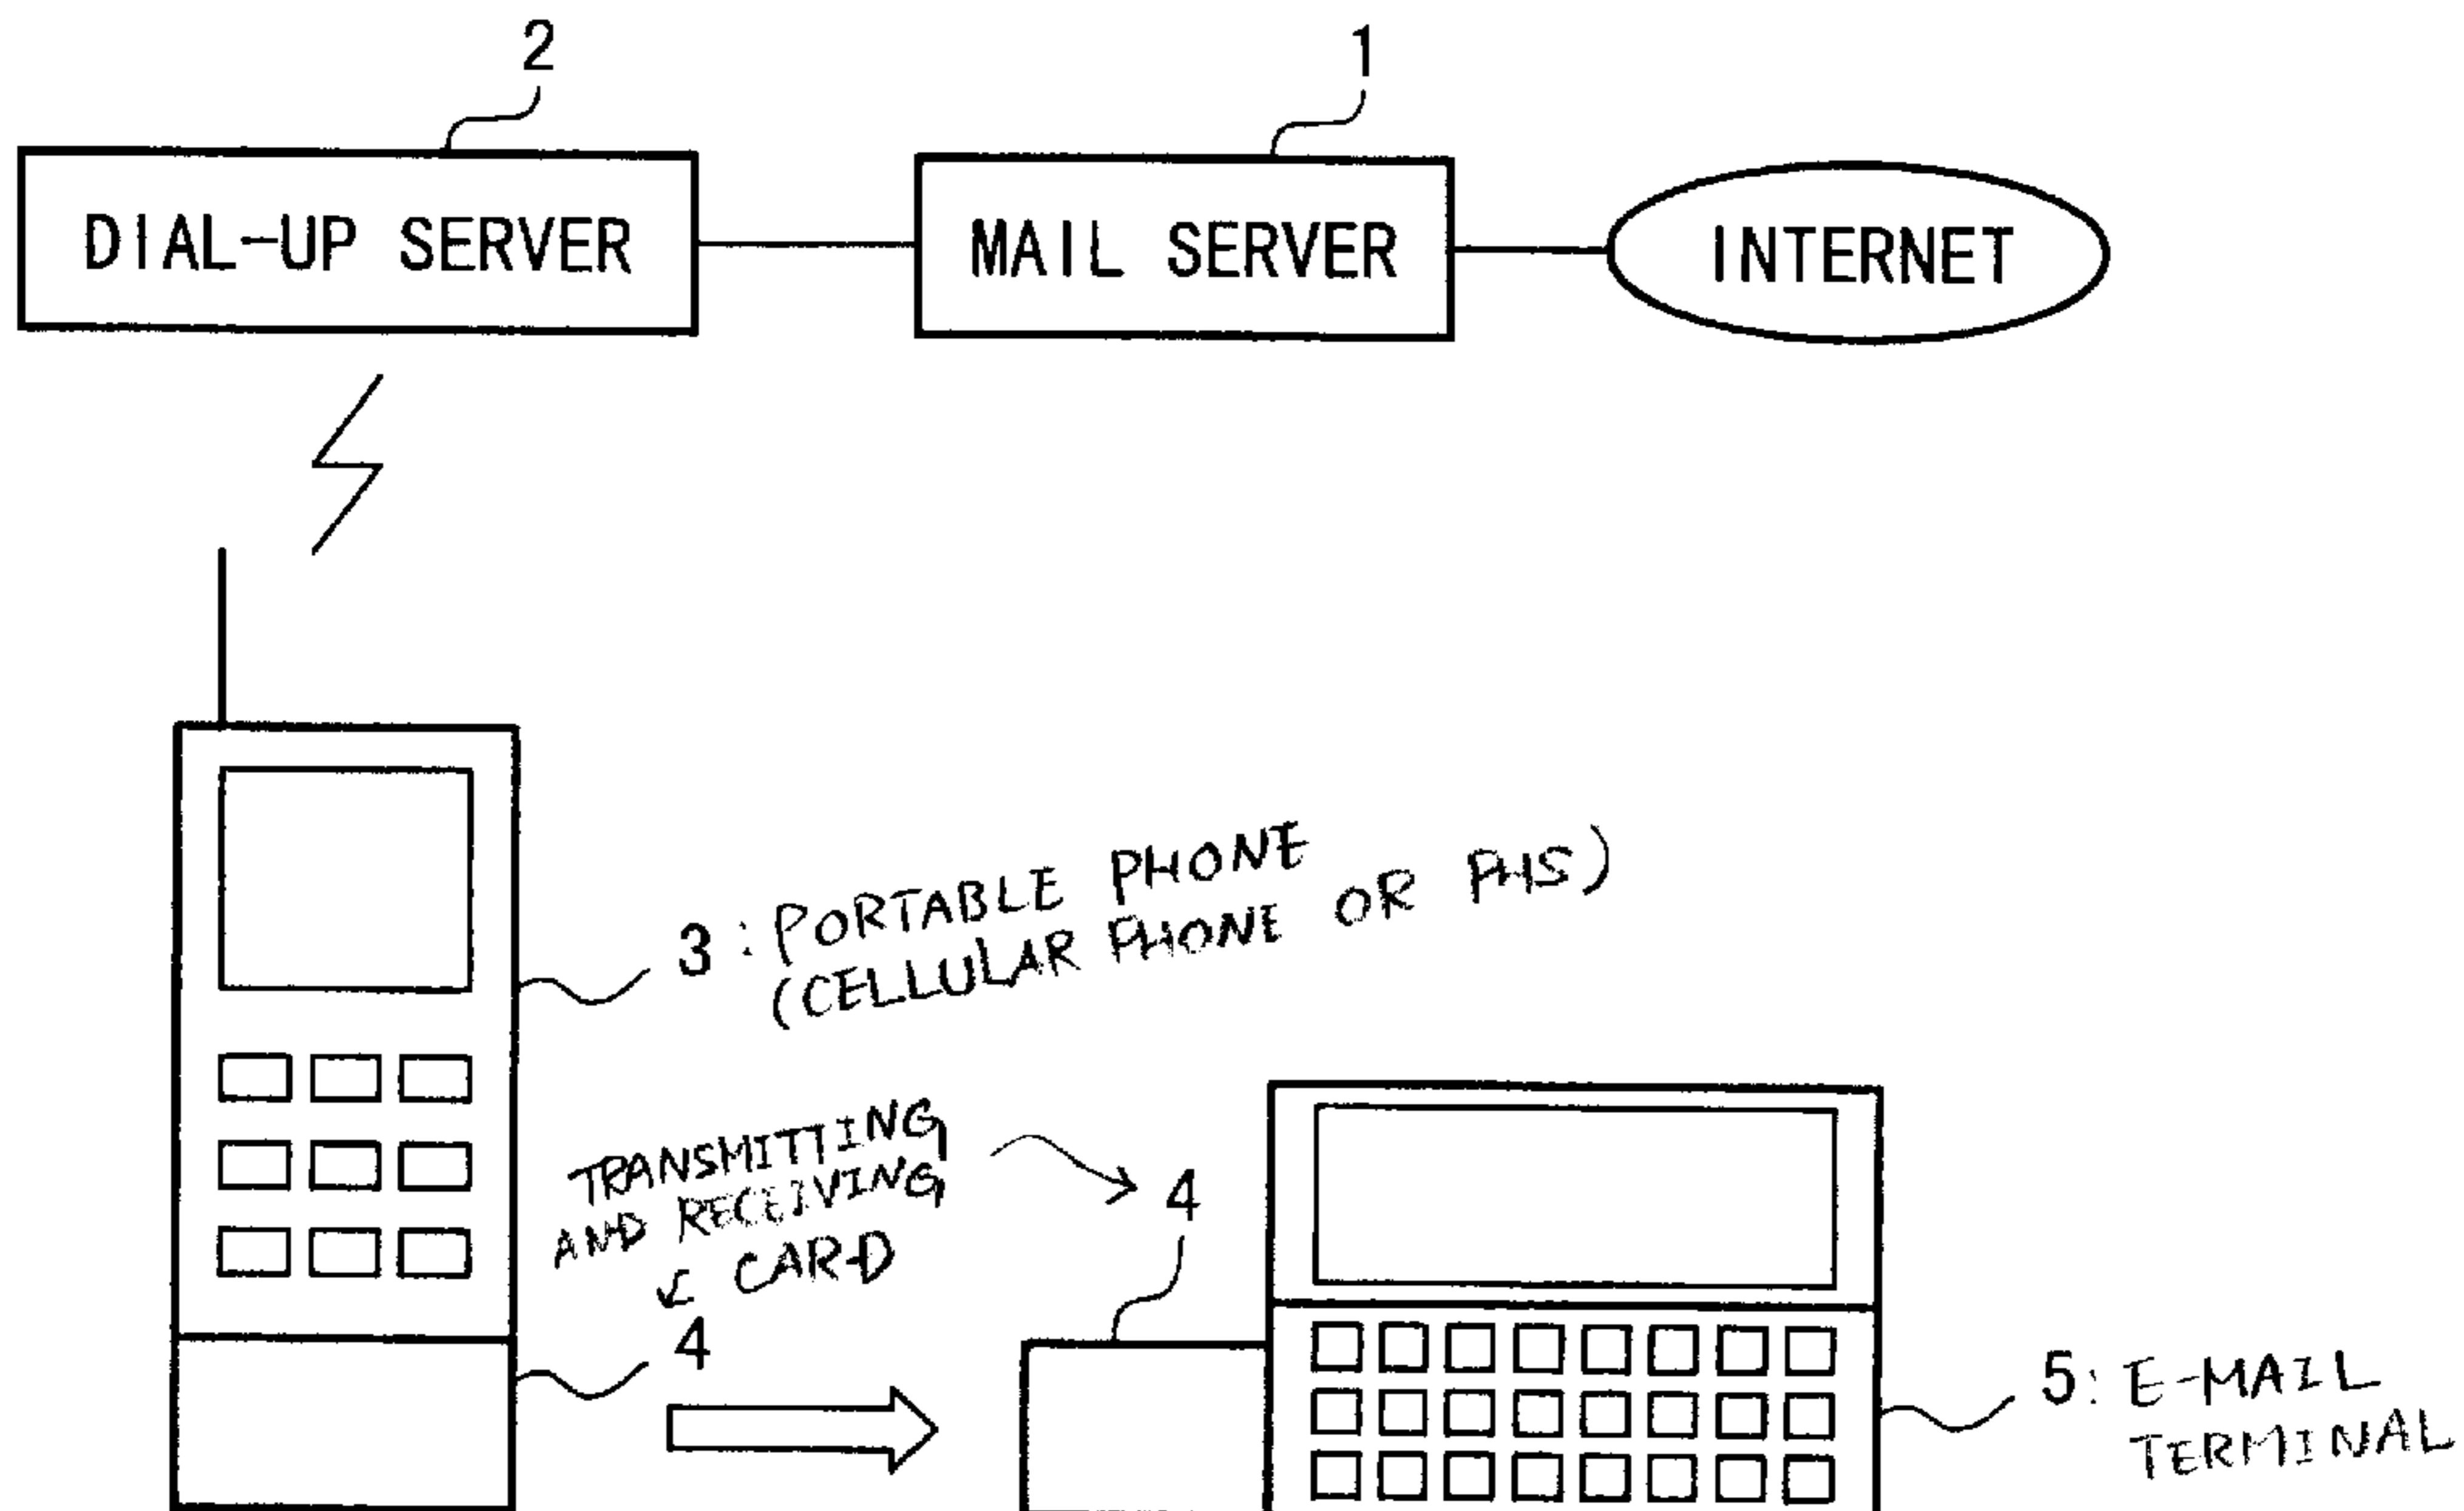 2
1
DIAL-UP SERVER
MAIL SERVER
INTERNET
3: PORTABLE PHONE
(CELLULAR PHONE OR PHS)
TRANSMITTING
AND RECEIVING
CARD
4
4
5: E-MAIL
TERMINAL